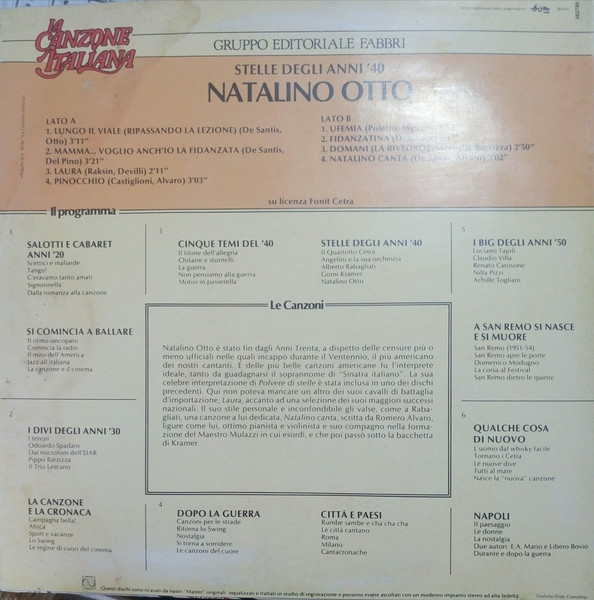 La
Canzone
Italiana
GRUPPO EDITORIALE FABBRI
STELLE DEGLI ANNI '40
NATALINO OTTO
LATO A
1. LUNGO IL VIALE (RIPASSANDO LA LEZIONE) (De Santis,
Otto) 3'11"
2. MAMMA... VOGLIO ANCH'IO LA FIDANZATA (De Santis,
Del Pino) 3'21"
3. LAURA (Raksin, Devilli) 2'11"
4. PINOCCHIO (Castiglioni, Alvaro) 3'03"
LATO B
1. UFEMIA (Poletto,
2. FIDANZATINA
3. DOMANI (LA RIVEDRO') 2'50"
4. NATALINO CANTA (De Alvaro) 3'02"
su licenza Fonit Cetra
Il programma
1
SALOTTI E CABARET
ANNI '20
Scettici e maliarde
Tango!
C'eravamo tanto amati
Signorinella
Dalla romanza alla canzone
SI COMINCIA A BALLARE
Il ritmo sincopato
Comincia la radio
Il mito dell'America
Jazz all'italiana
La canzone e il cinema
2
I DIVI DEGLI ANNI '30
I tenori
Odoardo Spadaro
Dai microfoni dell'EIAR
Pippo Barzizza
Il Trio Lescano
LA CANZONE
E LA CRONACA
Campagna bella!
Africa
Sport e vacanze
Lo Swing
Le regine di cuori del cinema
3
CINQUE TEMI DEL '40
Il filone dell'allegria
Chitarre e stornelli
La guerra
Non pensiamo alla guerra
Motivi in passerella
STELLE DEGLI ANNI '40
Il Quartetto Cetra
Angelini e la sua orchestra
Alberto Rabagliati
Gorni Kramer
Natalino Otto
Le Canzoni
Natalino Otto è stato fin dagli Anni Trenta, a dispetto delle censure più o
meno ufficiali nelle quali incappò durante il Ventennio, il più americano
dei nostri cantanti. E delle più belle canzoni americane fu l'interprete
ideale, tanto da guadagnarsi il soprannome di "Sinatra italiano". La sua
celebre interpretazione di Polvere di stelle è stata inclusa in uno dei dischi
precedenti. Qui non poteva mancare un altro dei suoi cavalli di battaglia
d'importazione, Laura, accanto ad una selezione dei suoi maggiori successi
nazionali. Il suo stile personale e inconfondibile gli valse, come a Raba-
gliati, una canzone a lui dedicata, Natalino canta, scritta da Romero Alvaro,
ligure come lui, ottimo pianista e violinista e suo compagno nella forma-
zione del Maestro Mulazzi in cui esordì, e che poi passò sotto la bacchetta
di Kramer.
4
DOPO LA GUERRA
Canzoni per le strade
Ritorna lo Swing
Nostalgia
Si torna a sorridere
Le canzoni del cuore
CITTÀ E PAESI
Rumbe sambe e cha cha cha
Le città cantano
Roma
Milano
Cantacronache
5
I BIG DEGLI ANNI '50
Luciano Tajoli
Claudio Villa
Renato Carosone
Nilla Pizzi
Achille Togliani
A SAN REMO SI NASCE
E SI MUORE
San Remo (1951-54)
San Remo apre le porte
Domenico Modugno
La corsa al Festival
San Remo dietro le quinte
6
QUALCHE COSA
DI NUOVO
L'uomo dal whisky facile
Tornano i Cetra
Le nuove dive
Tutti al mare
Nasce la "nuova" canzone
NAPOLI
Il paesaggio
Le donne
La nostalgia
Due autori: E.A. Mario e Libero Bovio
Durante e dopo la guerra
Questi dischi sono ricavati da nastri "Master" originali equalizzati e trattati in studio di registrazione e possono essere ascoltati con un moderno impianto stereo ad alta fedeltà